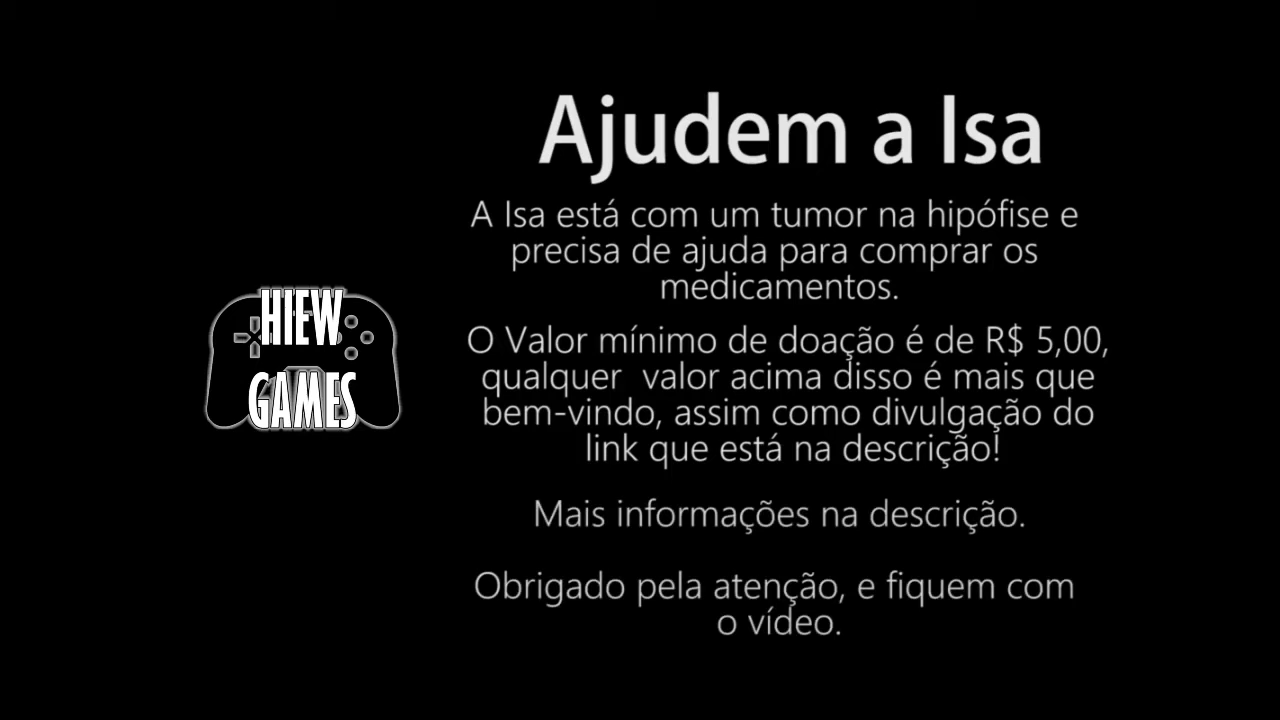 Ajudem a Isa
A Isa está com um tumor na hipófise e
precisa de ajuda para comprar os
medicamentos.
HIEW
GAMES
O Valor mínimo de doação é de R$ 5,00,
qualquer  valor acima disso é mais que
bem-vindo, assim como divulgação do
link que está na descrição!
Mais informações na descrição.
Obrigado pela atenção, e fiquem com
o vídeo.